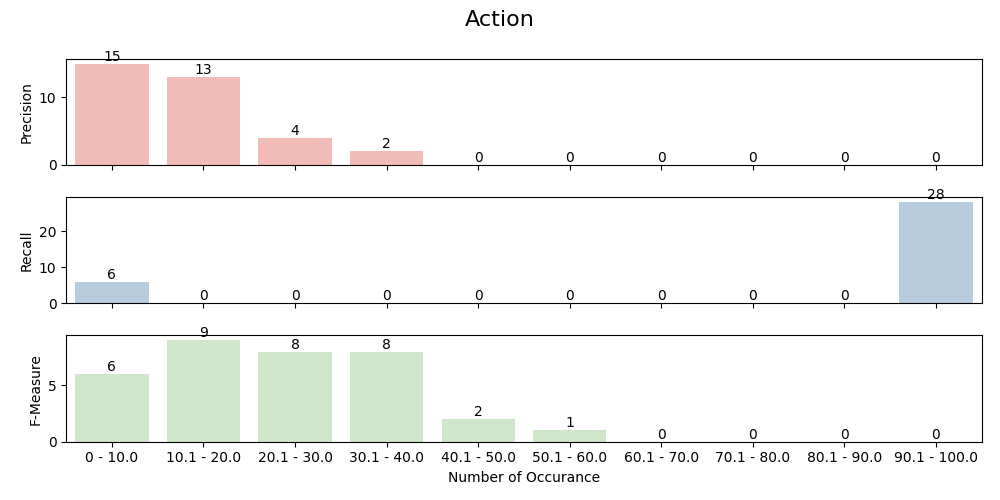 Action
Precision
10
0
15 13 4 2 0 0 0 0 0 0
Recall
20
10
0
6 0 0 0 0 0 0 0 0 28
F-Measure
5
0
6 9 8 8 2 1 0 0 0 0
0 - 10.0 10.1 - 20.0 20.1 - 30.0 30.1 - 40.0 40.1 - 50.0 50.1 - 60.0 60.1 - 70.0 70.1 - 80.0 80.1 - 90.0 90.1 - 100.0
Number of Occurance